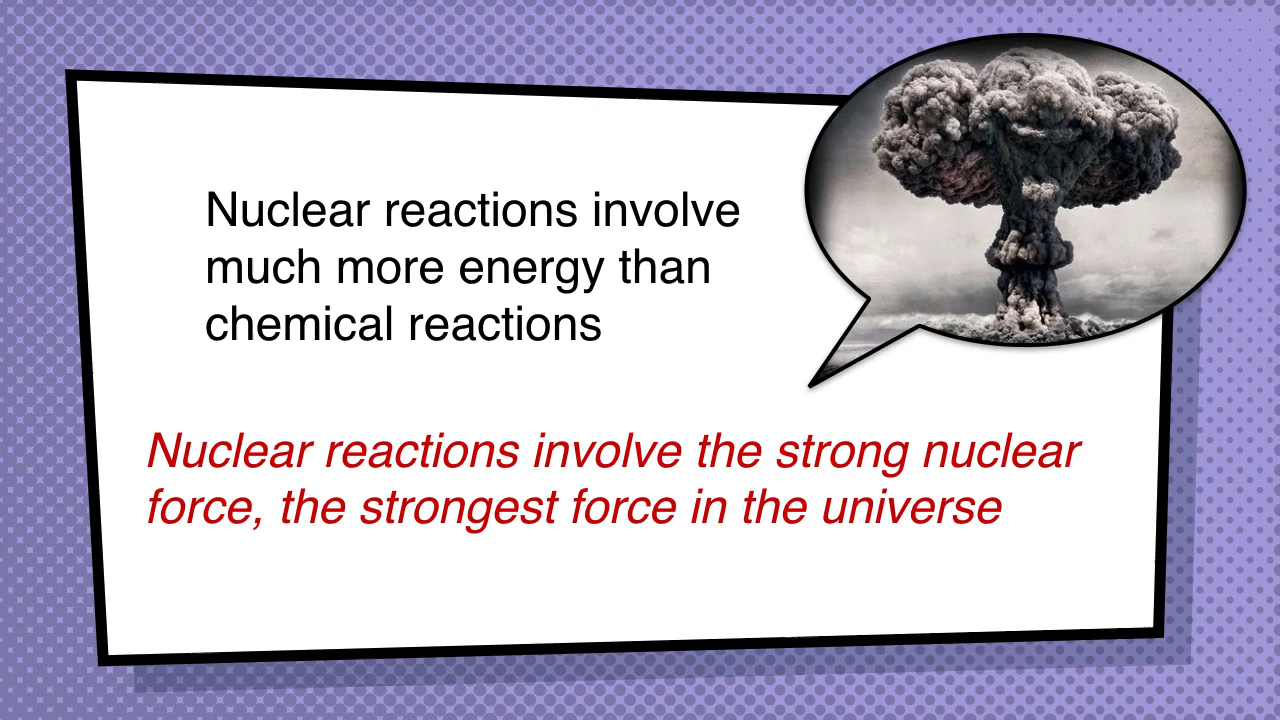 Nuclear reactions involve
much more energy than
chemical reactions
Nuclear reactions involve the strong nuclear
force, the strongest force in the universe